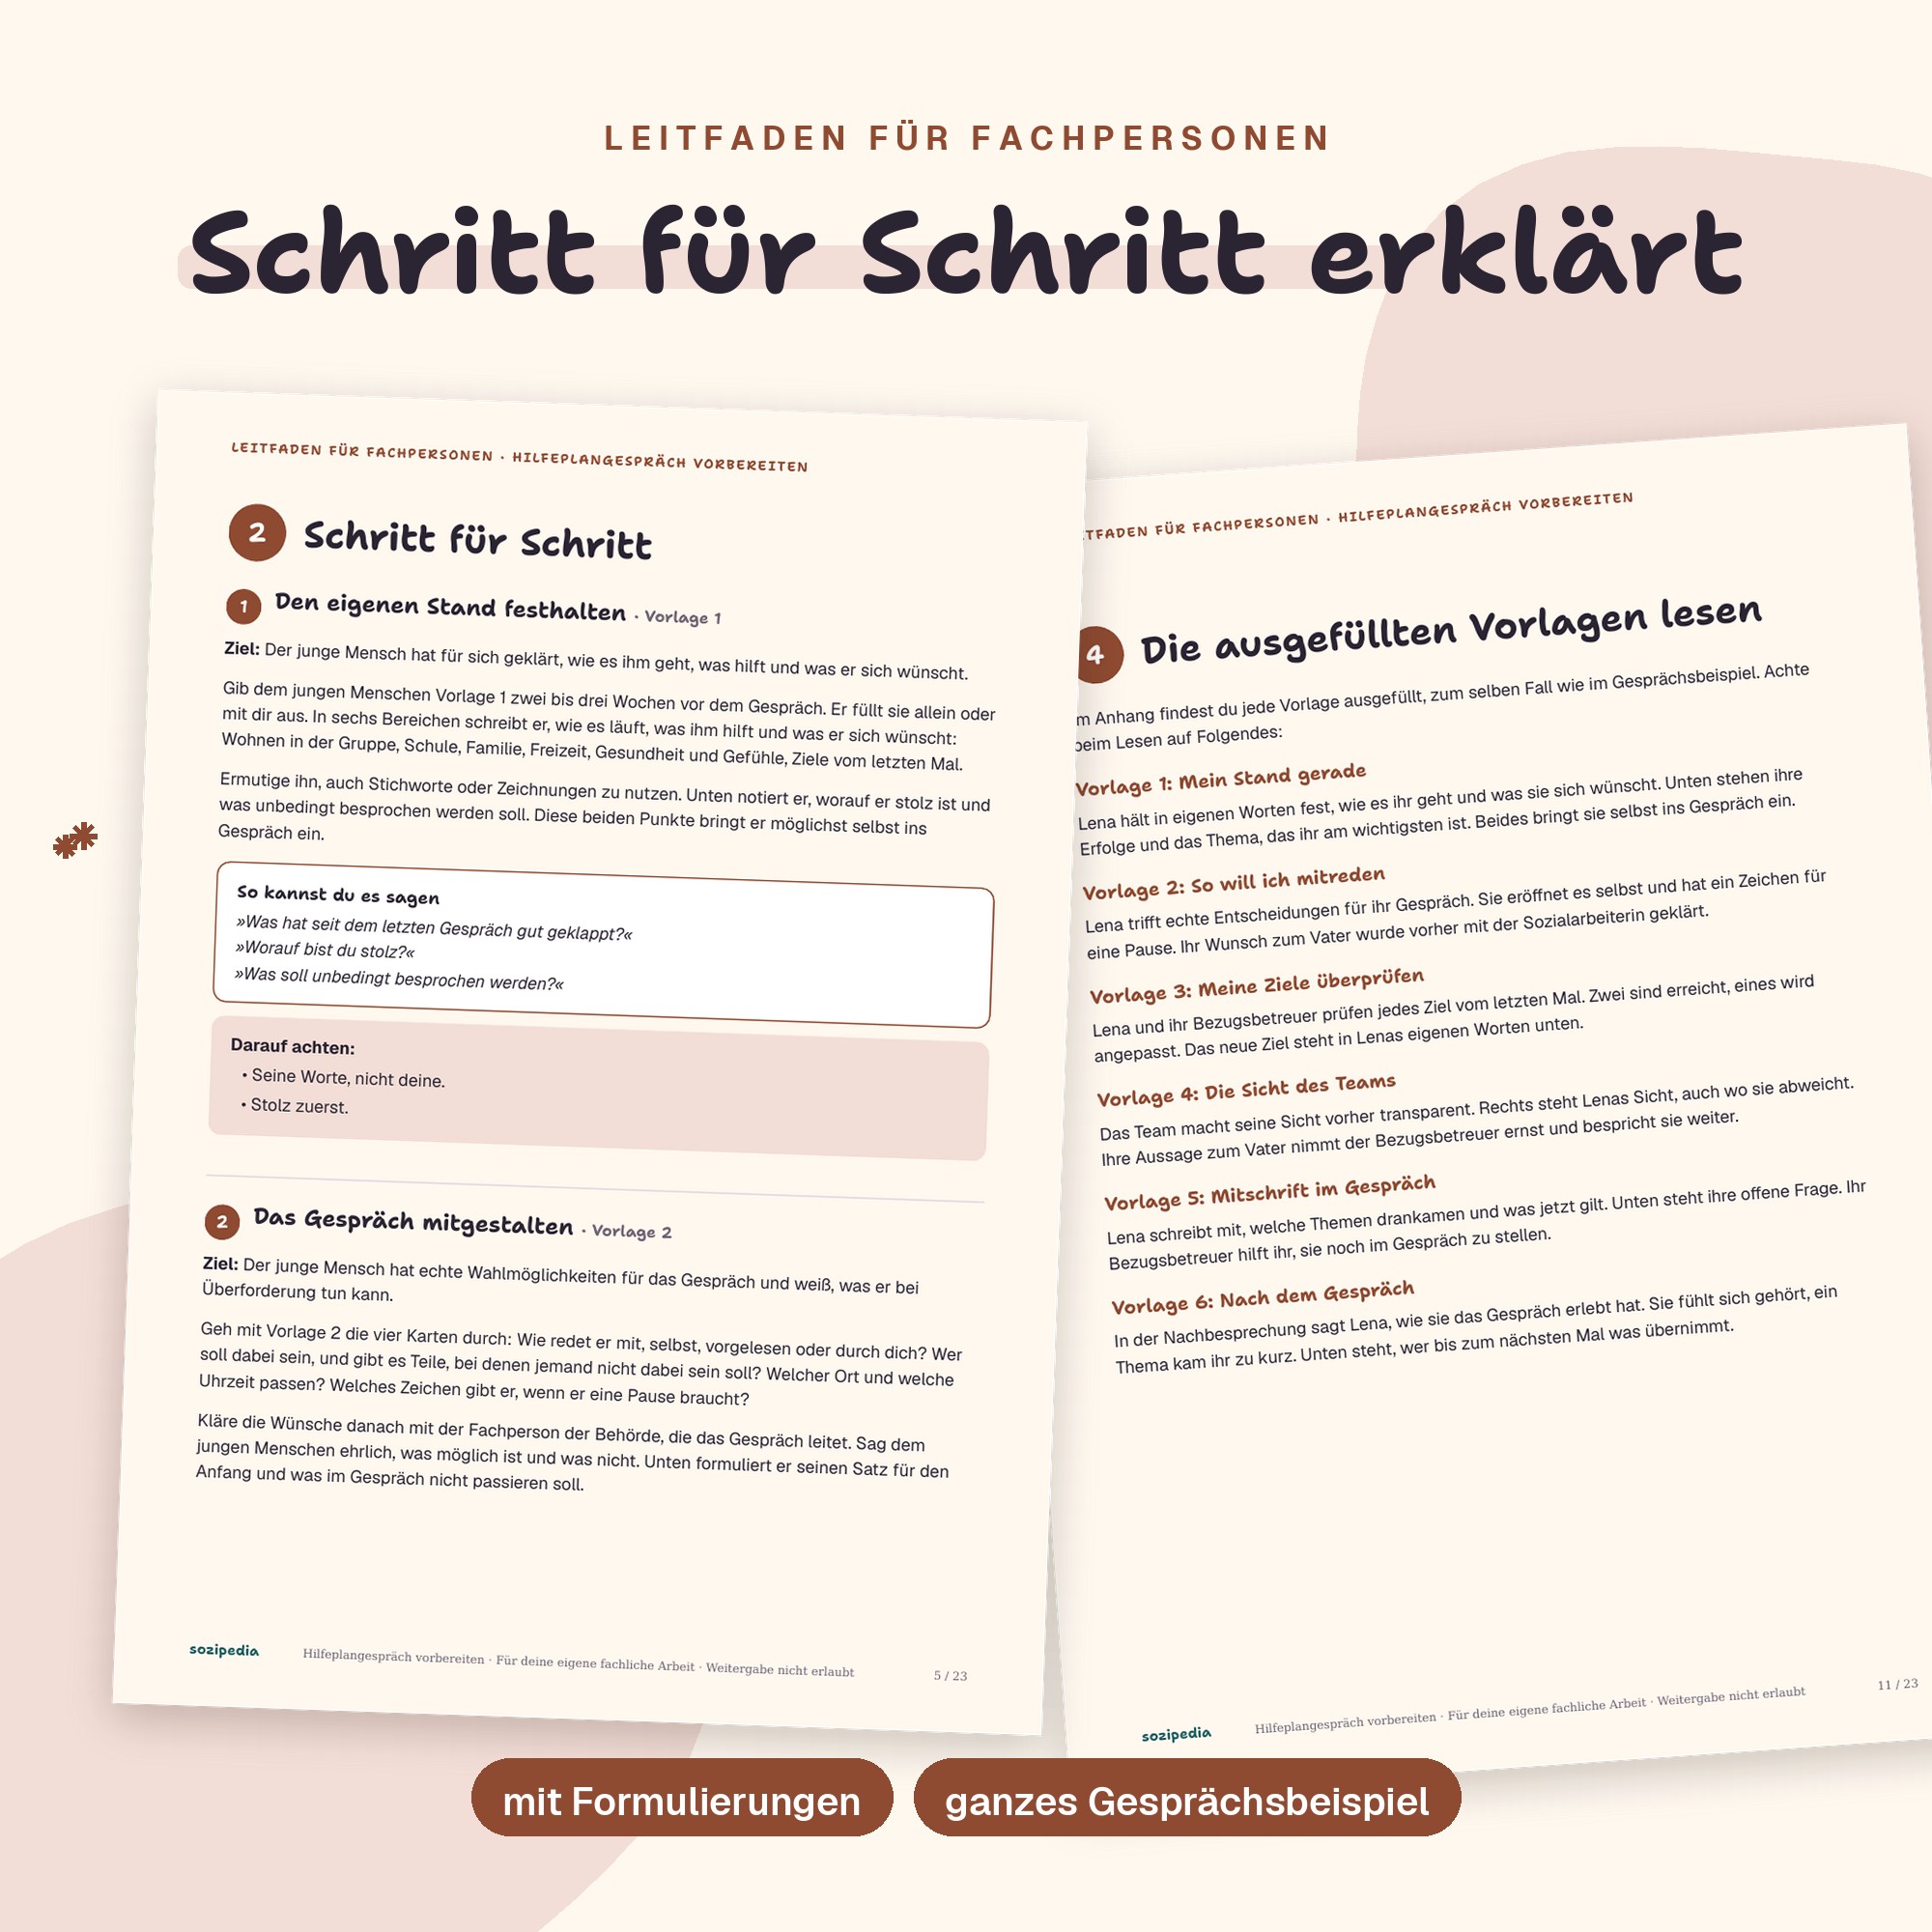 LEITFADEN FÜR FACHPERSONEN
Schritt für Schritt erklärt
LEITFADEN FÜR FACHPERSONEN · HILFEPLANGESPRÄCH VORBEREITEN
2 Schritt für Schritt
1 Den eigenen Stand festhalten · Vorlage 1
Ziel: Der junge Mensch hat für sich geklärt, wie es ihm geht, was hilft und was er sich wünscht.
Gib dem jungen Menschen Vorlage 1 zwei bis drei Wochen vor dem Gespräch. Er füllt sie allein oder
mit dir aus. In sechs Bereichen schreibt er, wie es läuft, was ihm hilft und was er sich wünscht:
Wohnen in der Gruppe, Schule, Familie, Freizeit, Gesundheit und Gefühle, Ziele vom letzten Mal.
Ermutige ihn, auch Stichworte oder Zeichnungen zu nutzen. Unten notiert er, worauf er stolz ist und
was unbedingt besprochen werden soll. Diese beiden Punkte bringt er möglichst selbst ins
Gespräch ein.
So kannst du es sagen
»Was hat seit dem letzten Gespräch gut geklappt?«
»Worauf bist du stolz?«
»Was soll unbedingt besprochen werden?«
Darauf achten:
• Seine Worte, nicht deine.
• Stolz zuerst.
2 Das Gespräch mitgestalten · Vorlage 2
Ziel: Der junge Mensch hat echte Wahlmöglichkeiten für das Gespräch und weiß, was er bei
Überforderung tun kann.
Geh mit Vorlage 2 die vier Karten durch: Wie redet er mit, selbst, vorgelesen oder durch dich? Wer
soll dabei sein, und gibt es Teile, bei denen jemand nicht dabei sein soll? Welcher Ort und welche
Uhrzeit passen? Welches Zeichen gibt er, wenn er eine Pause braucht?
Kläre die Wünsche danach mit der Fachperson der Behörde, die das Gespräch leitet. Sag dem
jungen Menschen ehrlich, was möglich ist und was nicht. Unten formuliert er seinen Satz für den
Anfang und was im Gespräch nicht passieren soll.
sozipedia Hilfeplangespräch vorbereiten · Für deine eigene fachliche Arbeit · Weitergabe nicht erlaubt 5 / 23
TFADEN FÜR FACHPERSONEN · HILFEPLANGESPRÄCH VORBEREITEN
4 Die ausgefüllten Vorlagen lesen
m Anhang findest du jede Vorlage ausgefüllt, zum selben Fall wie im Gesprächsbeispiel. Achte
beim Lesen auf Folgendes:
Vorlage 1: Mein Stand gerade
Lena hält in eigenen Worten fest, wie es ihr geht und was sie sich wünscht. Unten stehen ihre
Erfolge und das Thema, das ihr am wichtigsten ist. Beides bringt sie selbst ins Gespräch ein.
Vorlage 2: So will ich mitreden
Lena trifft echte Entscheidungen für ihr Gespräch. Sie eröffnet es selbst und hat ein Zeichen für
eine Pause. Ihr Wunsch zum Vater wurde vorher mit der Sozialarbeiterin geklärt.
Vorlage 3: Meine Ziele überprüfen
Lena und ihr Bezugsbetreuer prüfen jedes Ziel vom letzten Mal. Zwei sind erreicht, eines wird
angepasst. Das neue Ziel steht in Lenas eigenen Worten unten.
Vorlage 4: Die Sicht des Teams
Das Team macht seine Sicht vorher transparent. Rechts steht Lenas Sicht, auch wo sie abweicht.
Ihre Aussage zum Vater nimmt der Bezugsbetreuer ernst und bespricht sie weiter.
Vorlage 5: Mitschrift im Gespräch
Lena schreibt mit, welche Themen drankamen und was jetzt gilt. Unten steht ihre offene Frage. Ihr
Bezugsbetreuer hilft ihr, sie noch im Gespräch zu stellen.
Vorlage 6: Nach dem Gespräch
In der Nachbesprechung sagt Lena, wie sie das Gespräch erlebt hat. Sie fühlt sich gehört, ein
Thema kam ihr zu kurz. Unten steht, wer bis zum nächsten Mal was übernimmt.
sozipedia Hilfeplangespräch vorbereiten · Für deine eigene fachliche Arbeit · Weitergabe nicht erlaubt 11 / 23
mit Formulierungen
ganzes Gesprächsbeispiel